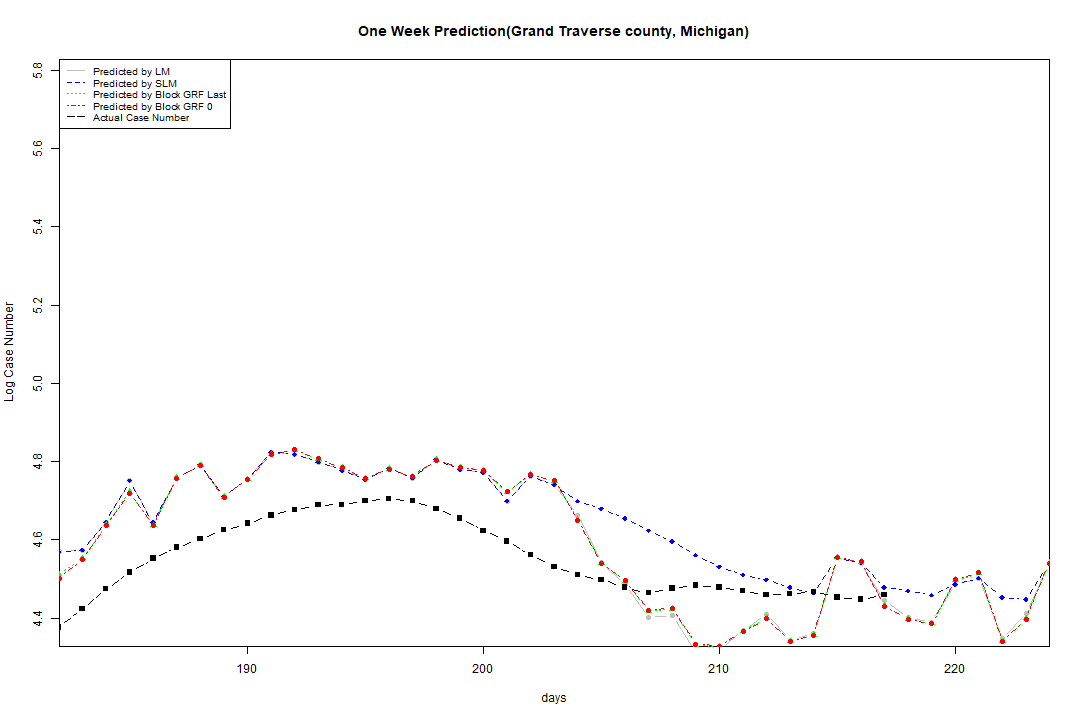 One Week Prediction(Grand Traverse county, Michigan)
Predicted by LM
Predicted by SLM
Predicted by Block GRF Last
Predicted by Block GRF 0
Actual Case Number
5.8
5.6
5.4
5.2
5.0
4.8
4.6
4.4
Log Case Number
190
200
210
220
days